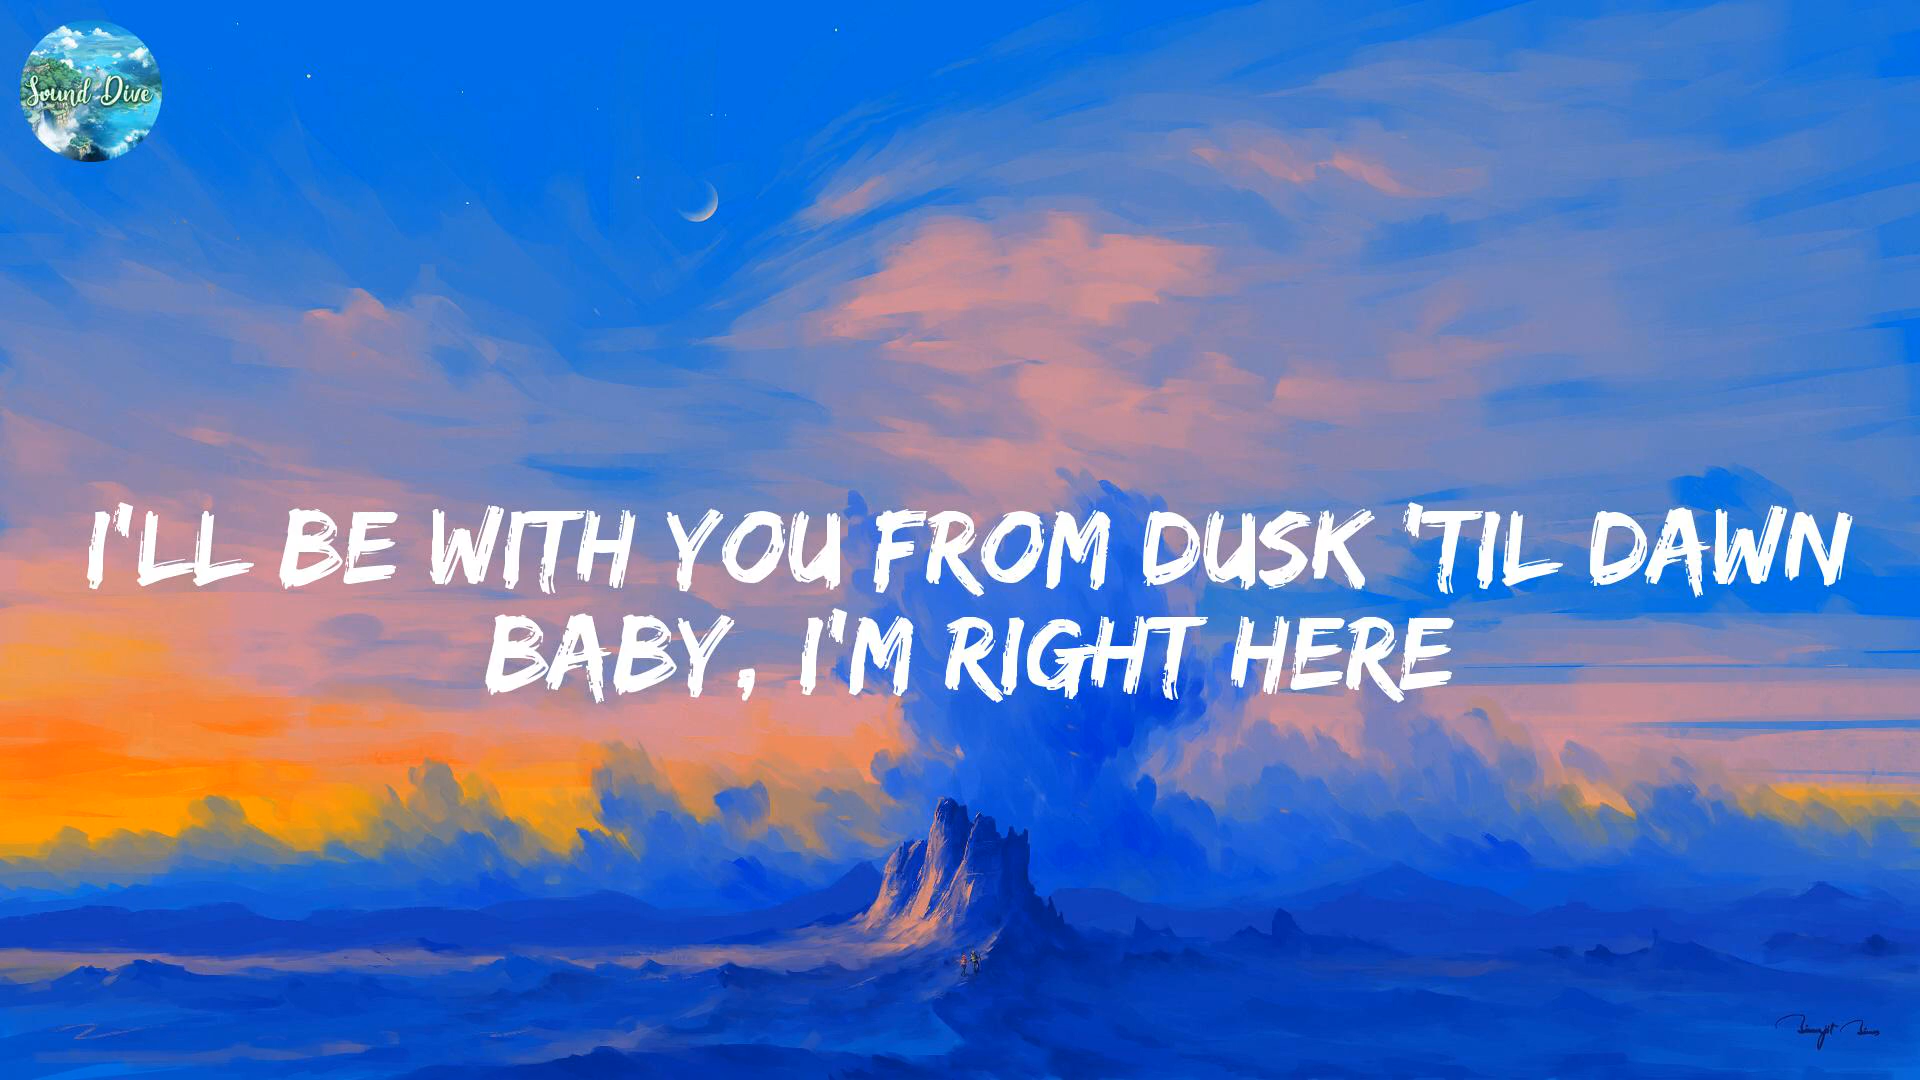 Sound Dive
I'LL BE WITH YOU FROM DUSK 'TIL DAWN
BABY, I'M RIGHT HERE